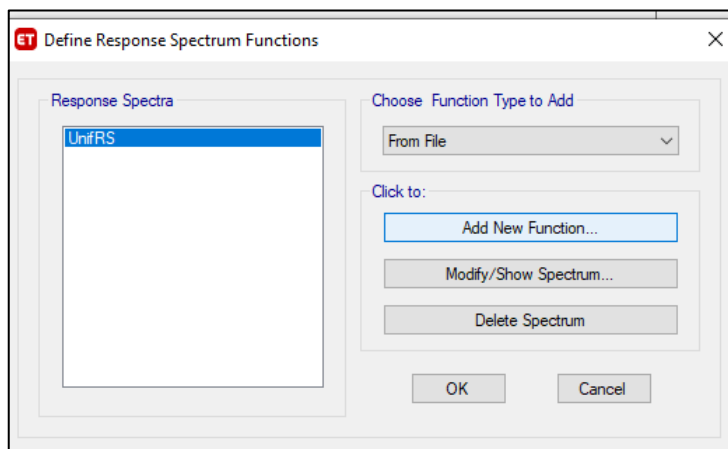 ET Define Response Spectrum Functions
Response Spectra
UnifRS
Choose Function Type to Add
From File
Click to:
Add New Function...
Modify/Show Spectrum...
Delete Spectrum
OK
Cancel